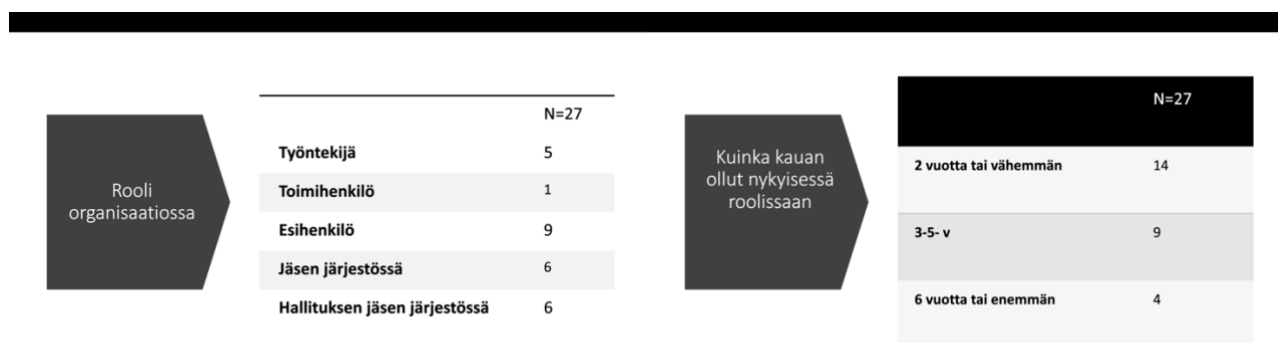 Rooli
organisaatiossa
N=27
Työntekijä 5
Toimihenkilö 1
Esihenkilö 9
Jäsen järjestössä 6
Hallituksen jäsen järjestössä 6
Kuinka kauan
ollut nykyisessä
roolissaan
N=27
2 vuotta tai vähemmän 14
3-5- v 9
6 vuotta tai enemmän 4